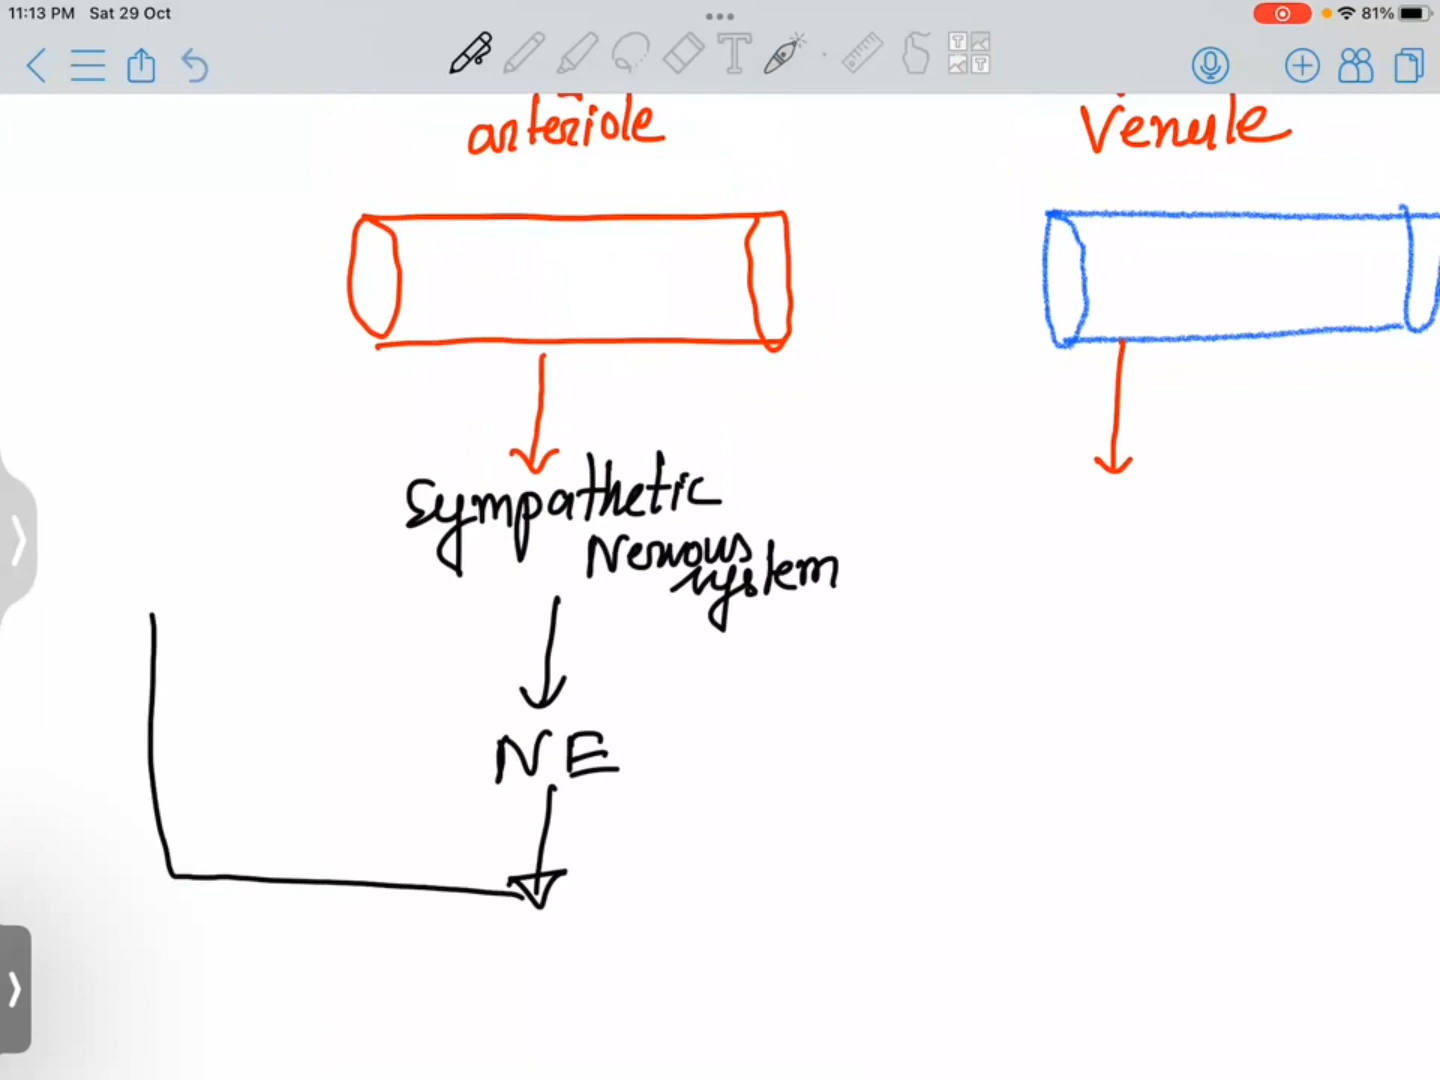 11:13 PM Sat 29 Oct
81%
arteriole
Venule
Sympathetic
Nervous
system
NE